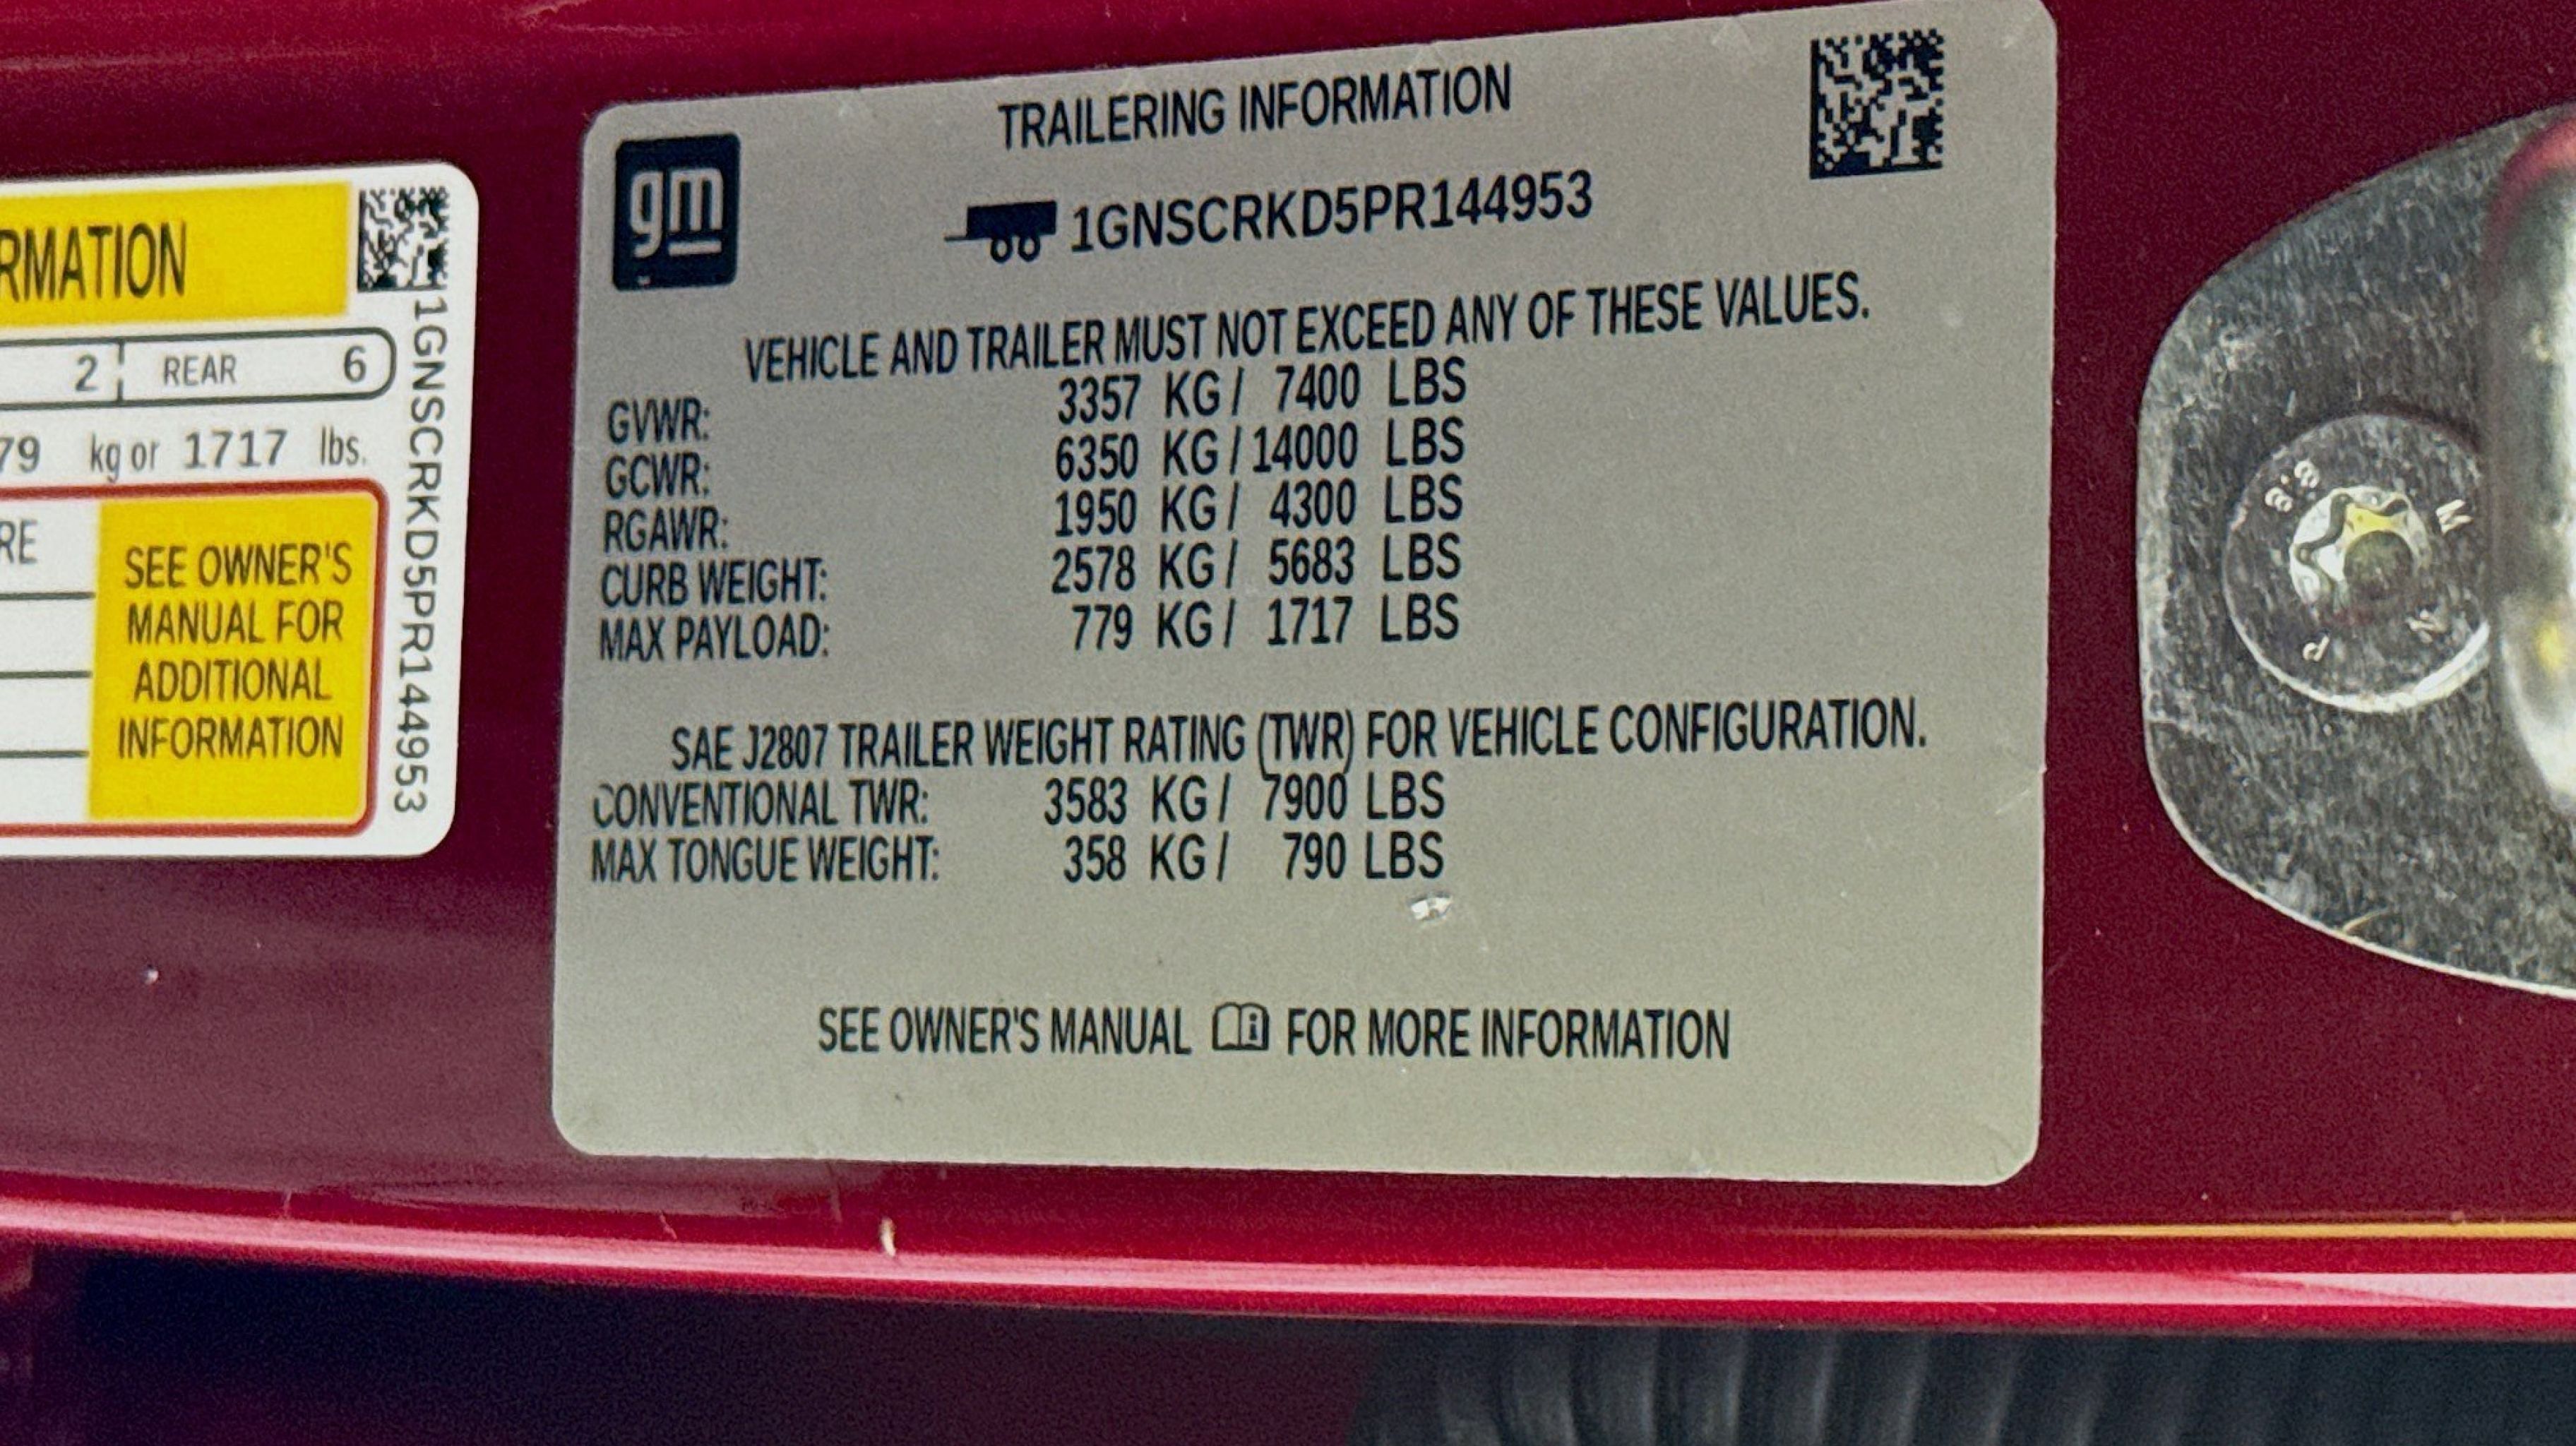 RMATION
2 REAR 6
79 kg or 1717 lbs.
RE
SEE OWNER'S
MANUAL FOR
ADDITIONAL
INFORMATION
1GNSCRKD5PR144953
gm
TRAILERING INFORMATION
1GNSCRKD5PR144953
VEHICLE AND TRAILER MUST NOT EXCEED ANY OF THESE VALUES.
GVWR: 3357 KG / 7400 LBS
GCWR: 6350 KG / 14000 LBS
RGAWR: 1950 KG / 4300 LBS
CURB WEIGHT: 2578 KG / 5683 LBS
MAX PAYLOAD: 779 KG / 1717 LBS
SAE J2807 TRAILER WEIGHT RATING (TWR) FOR VEHICLE CONFIGURATION.
CONVENTIONAL TWR: 3583 KG / 7900 LBS
MAX TONGUE WEIGHT: 358 KG / 790 LBS
SEE OWNER'S MANUAL FOR MORE INFORMATION
8.8